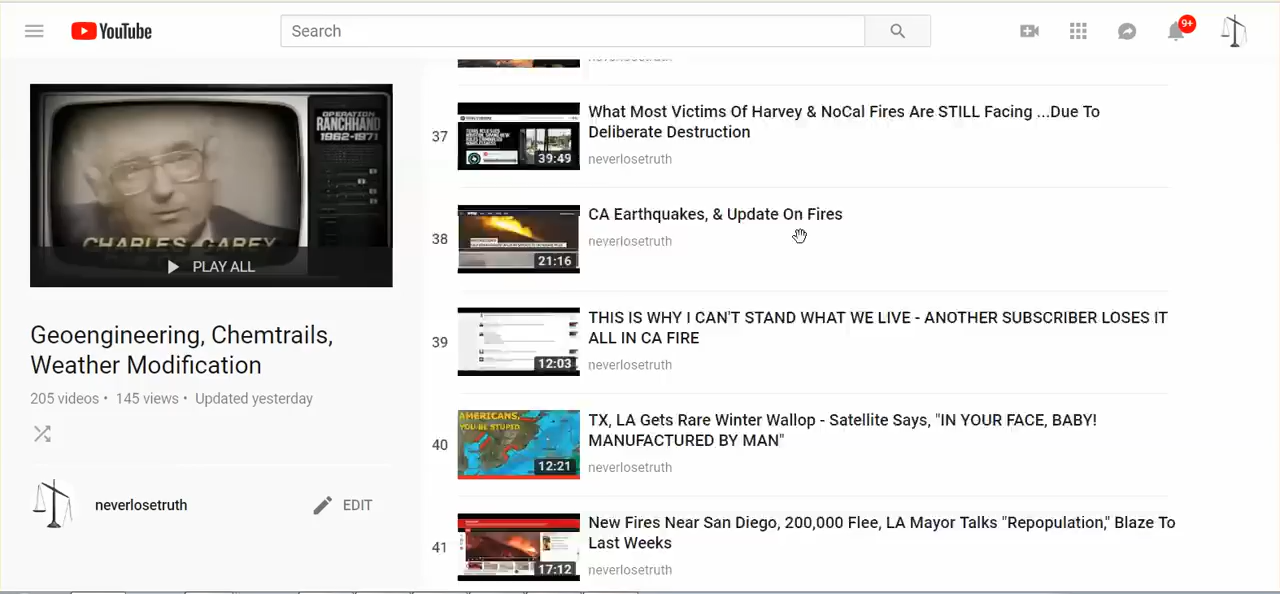 YouTube
Search
9+
OPERATION
RANCHHAND
1962-1971
CHARLES CAREY
PLAY ALL
Geoengineering, Chemtrails,
Weather Modification
205 videos • 145 views • Updated yesterday
neverlosetruth
EDIT
37
39:49
What Most Victims Of Harvey & NoCal Fires Are STILL Facing ...Due To
Deliberate Destruction
neverlosetruth
38
21:16
CA Earthquakes, & Update On Fires
neverlosetruth
39
12:03
THIS IS WHY I CAN'T STAND WHAT WE LIVE - ANOTHER SUBSCRIBER LOSES IT
ALL IN CA FIRE
neverlosetruth
40
AMERICANS,
YOU BE STUPID
12:21
TX, LA Gets Rare Winter Wallop - Satellite Says, "IN YOUR FACE, BABY!
MANUFACTURED BY MAN"
neverlosetruth
41
17:12
New Fires Near San Diego, 200,000 Flee, LA Mayor Talks "Repopulation," Blaze To
Last Weeks
neverlosetruth